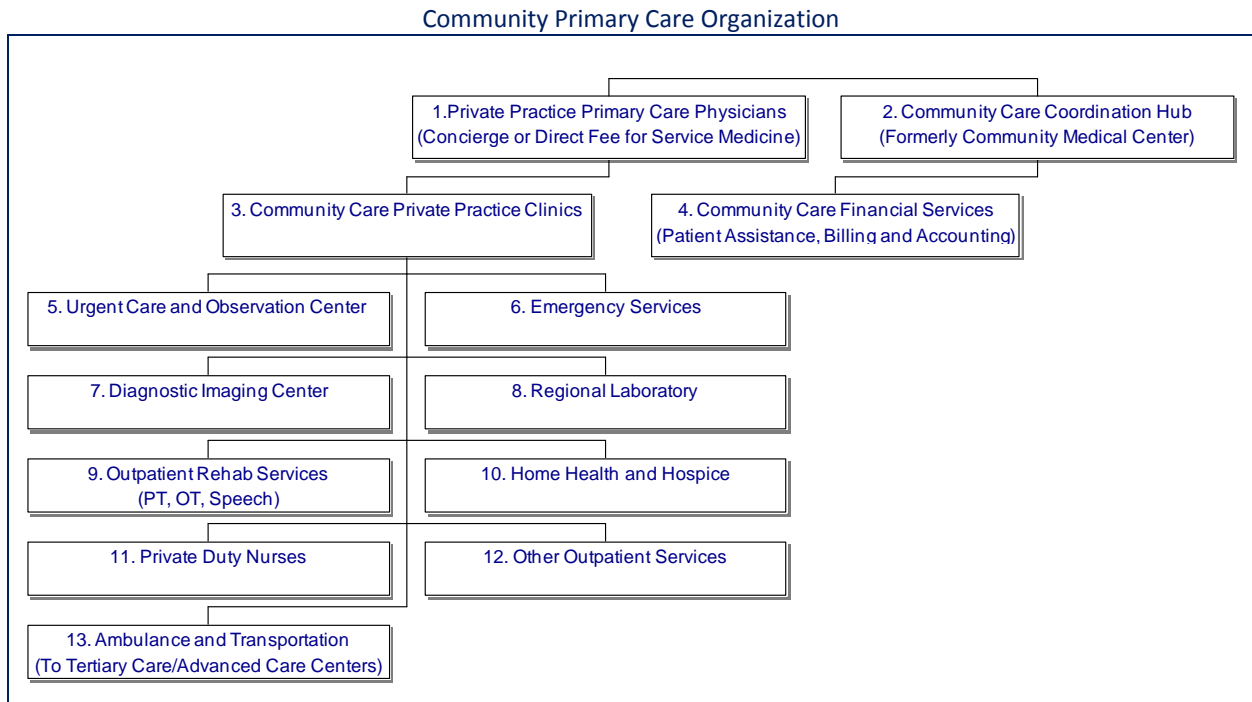 Community Primary Care Organization
1.Private Practice Primary Care Physicians
(Concierge or Direct Fee for Service Medicine)
2. Community Care Coordination Hub
(Formerly Community Medical Center)
3. Community Care Private Practice Clinics
4. Community Care Financial Services
(Patient Assistance, Billing and Accounting)
5. Urgent Care and Observation Center
6. Emergency Services
7. Diagnostic Imaging Center
8. Regional Laboratory
9. Outpatient Rehab Services
(PT, OT, Speech)
10. Home Health and Hospice
11. Private Duty Nurses
12. Other Outpatient Services
13. Ambulance and Transportation
(To Tertiary Care/Advanced Care Centers)